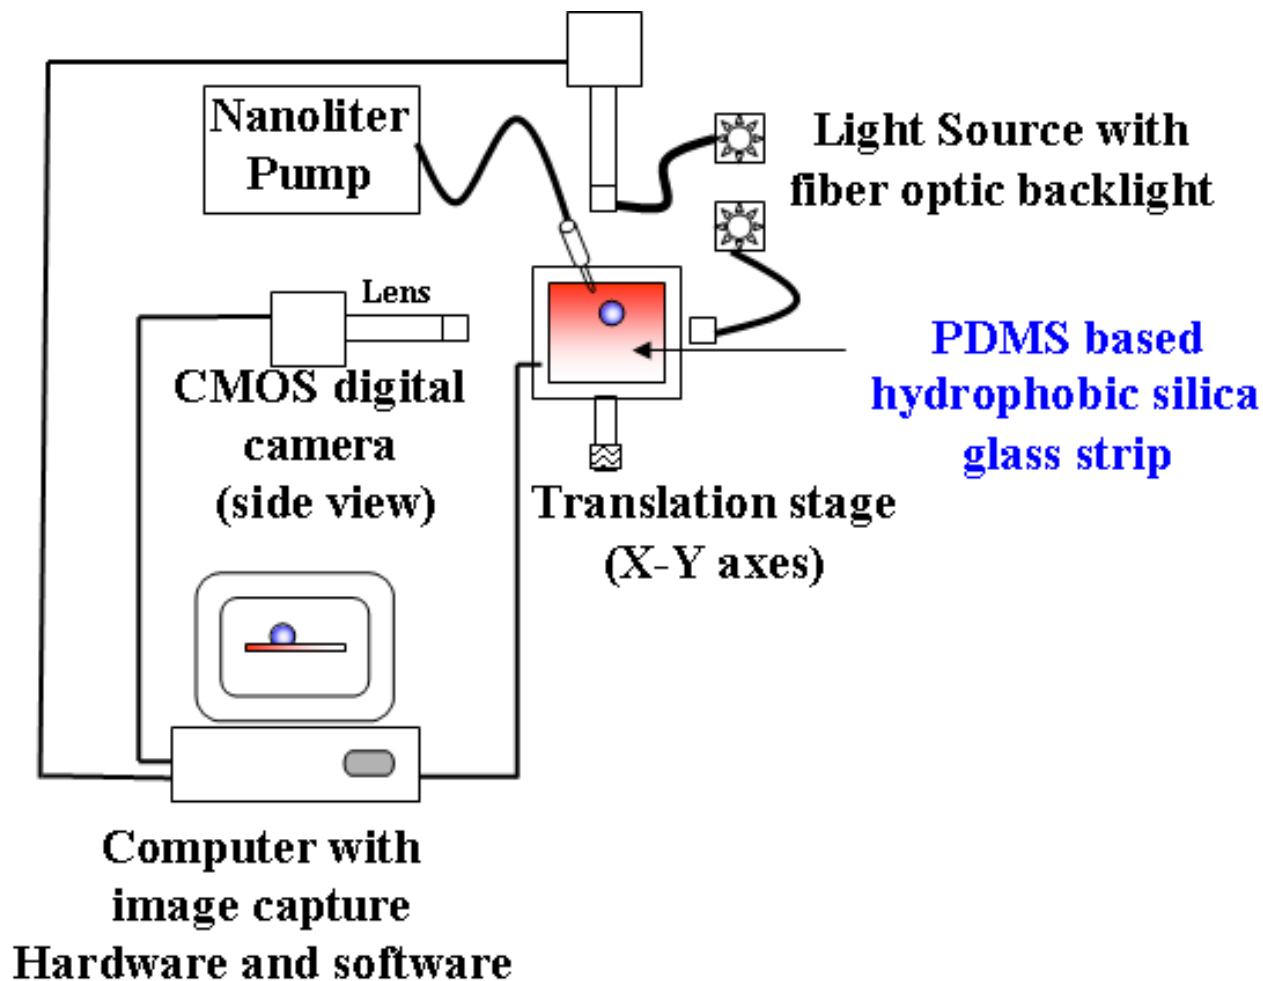 Nanoliter
Pump
Light Source with
fiber optic backlight
Lens
CMOS digital
camera
(side view)
PDMS based
hydrophobic silica
glass strip
Translation stage
(X-Y axes)
Computer with
image capture
Hardware and software